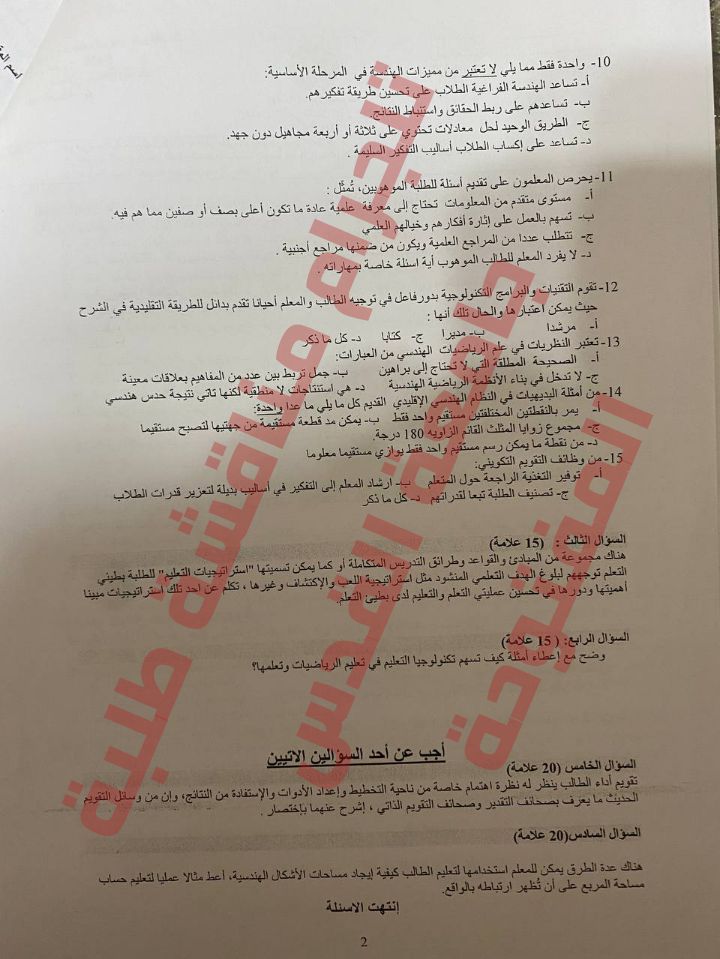 10- واحدة فقط مما يلي لا تعتبر من مميزات الهندسة في المرحلة الأساسية:
أ- تساعد الهندسة الفراغية الطلاب على تحسين طريقة تفكيرهم.
ب- تساعدهم على ربط الحقائق واستنباط النتائج.
ج- الطريق الوحيد لحل معادلات تحتوي على ثلاثة أو أربعة مجاهيل دون جهد.
د- تساعد على إكساب الطلاب أساليب التفكير السليمة .
11- يحرص المعلمون على تقديم أسئلة للطلبة الموهوبين، تُمثّل :
أ- مستوى متقدم من المعلومات تحتاج إلى معرفة علمية عادة ما تكون أعلى بصف أو صفين مما هم فيه.
ب- تسهم بالعمل على إثارة أفكارهم وخيالهم العلمي
ج- تتطلب عددا من المراجع العلمية ويكون من ضمنها مراجع أجنبية .
د- لا يفرد المعلم للطالب الموهوب أية اسئلة خاصة بمهاراته .
12- تقوم التقنيات والبرامج التكنولوجية بدور فاعل في توجيه الطالب والمعلم أحيانا تقدم بدائل للطريقة التقليدية في الشرح
حيث يمكن اعتبارها والحال تلك أنها :
أ- مرشدا ب- مديرا ج- كتابا د- كل ما ذكر
13- تعتبر النظريات في علم الرياضيات الهندسي من العبارات:
أ- الصحيحة المطلقة التي لا تحتاج إلى براهين ب- جمل تربط بين عدد من المفاهيم بعلاقات معينة
ج- لا تدخل في بناء الأنظمة الرياضية الهندسية د- هي استنتاجات لا منطقية لكنها تأتي نتيجة حدس هندسي
14- من أمثلة البديهيات في النظام الهندسي الإقليدي القديم كل ما يلي ما عدا واحدة:
أ- يمر بالنقطتين المختلفتين مستقيم واحد فقط ب- يمكن مد قطعة مستقيمة من جهتيها لتصبح مستقيما
ج- مجموع زوايا المثلث القائم الزاويه 180 درجة.
د- من نقطة ما يمكن رسم مستقيم واحد فقط يوازي مستقيما معلوما
15- من وظائف التقويم التكويني:
أ- توفير التغذية الراجعة حول المتعلم ب- ارشاد المعلم إلى التفكير في أساليب بديلة لتعزير قدرات الطلاب
ج- تصنيف الطلبة تبعا لقدراتهم د- كل ما ذكر
السؤال الثالث: (15 علامة)
هناك مجموعة من المبادئ والقواعد وطرائق التدريس المتكاملة أو كما يمكن تسميتها "استراتيجيات التعليم" للطلبة بطيئي
التعلم توجههم لبلوغ الهدف التعلمي المنشود مثل استراتيجية اللعب والإكتشاف وغيرها ، تكلم عن احد تلك استراتيجيات مبينا
أهميتها ودورها في تحسين عمليتي التعلم والتعليم لدى بطيئ التعلم.
السؤال الرابع: ( 15 علامة)
وضح مع إعطاء أمثلة كيف تسهم تكنولوجيا التعليم في تعليم الرياضيات وتعلمها؟
أجب عن أحد السؤالين الاتيين
السؤال الخامس (20 علامة)
تقويم أداء الطالب ينظر له نظرة اهتمام خاصة من ناحية التخطيط وإعداد الأدوات والإستفادة من النتائج، وإن من وسائل التقويم
الحديث ما يعرف بصحائف التقدير وصحائف التقويم الذاتي ، إشرح عنهما بإختصار .
السؤال السادس(20 علامة)
هناك عدة الطرق يمكن للمعلم استخدامها لتعليم الطالب كيفية إيجاد مساحات الأشكال الهندسية، أعط مثالا عمليا لتعليم حساب
مساحة المربع على أن تُظهر ارتباطه بالواقع.
إنتهت الاسئلة
2
تلجرام مناقشة طلبة
جامعة القدس
المفتوحة